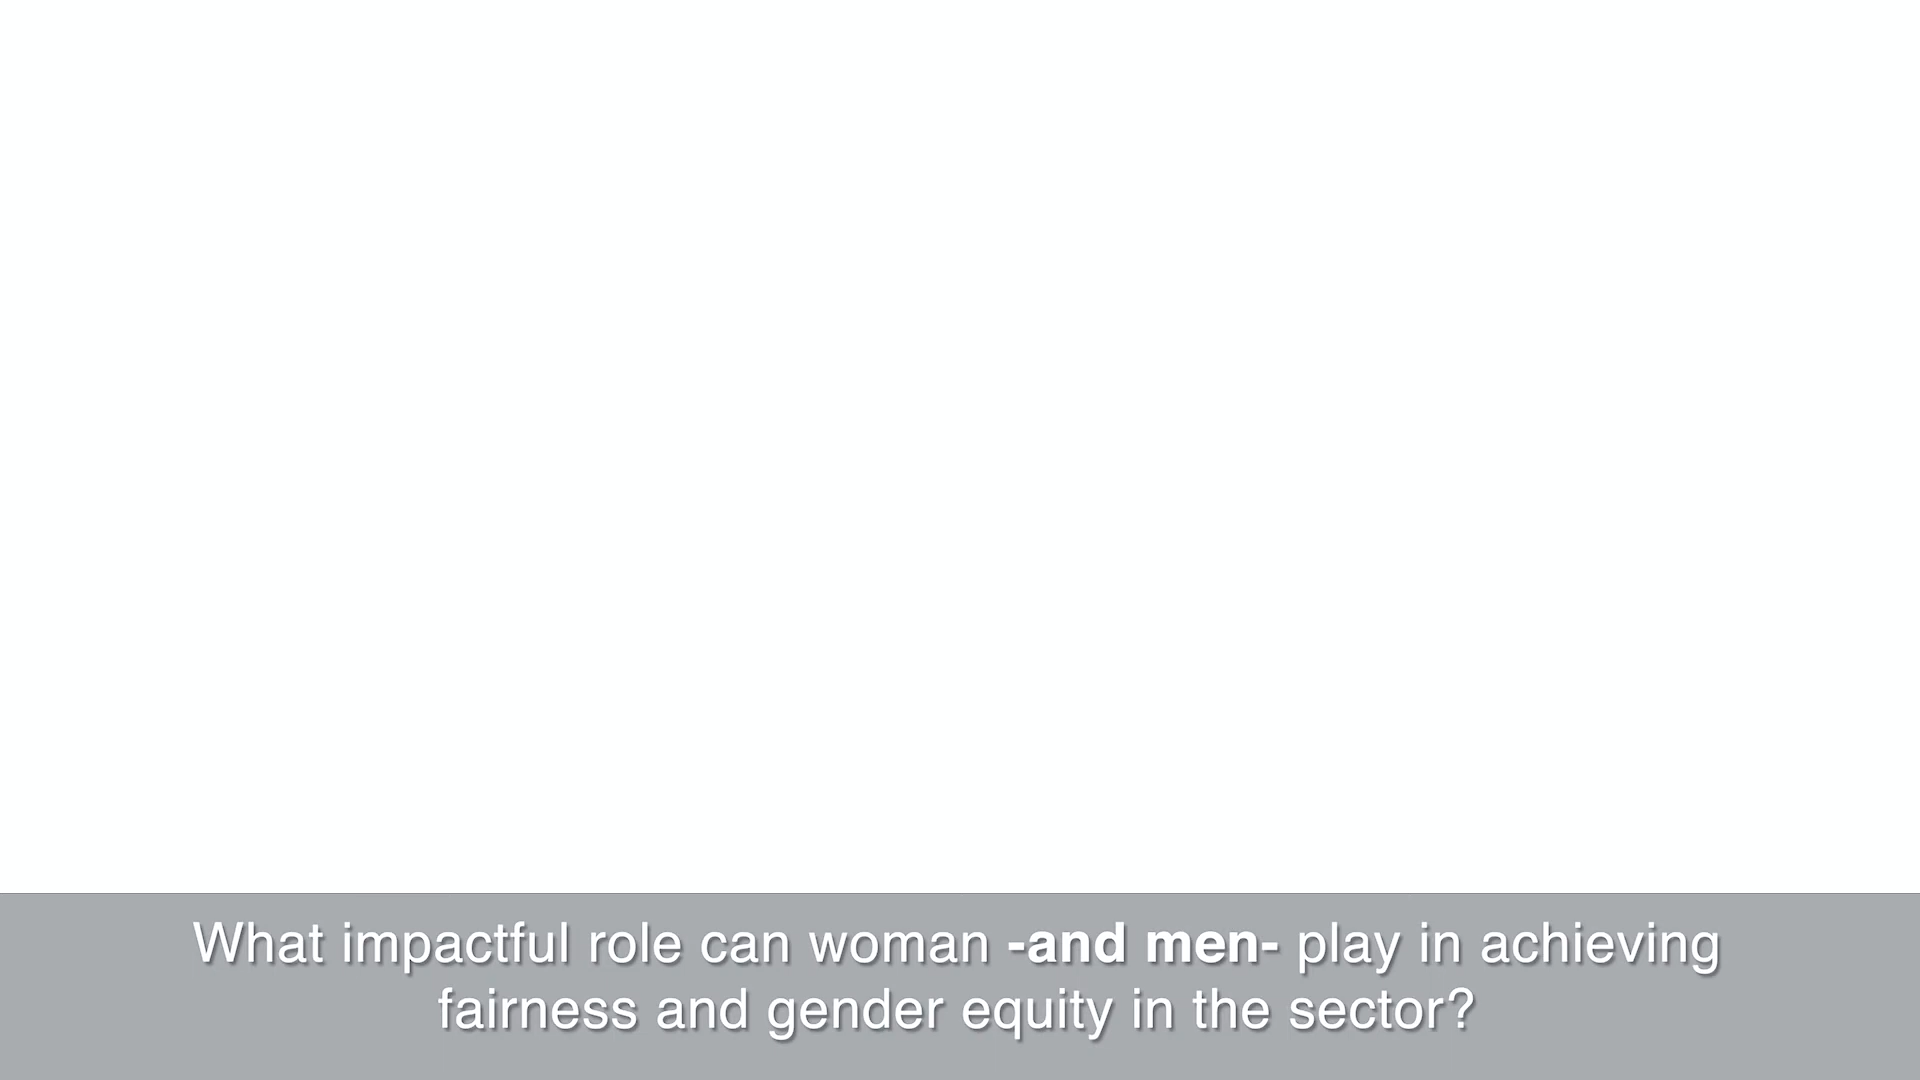 What impactful role can woman -and men- play in achieving
fairness and gender equity in the sector?